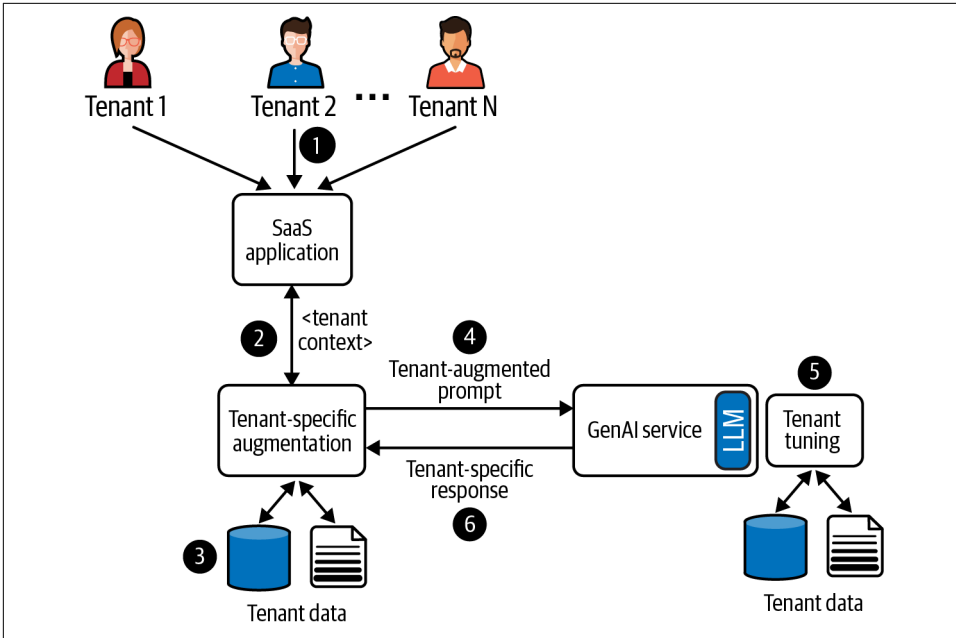 Tenant 1
Tenant 2
...
Tenant N
1
SaaS
application
2
<tenant
context>
4
Tenant-augmented
prompt
5
Tenant-specific
augmentation
GenAI service
LLM
Tenant
tuning
Tenant-specific
response
6
3
Tenant data
Tenant data